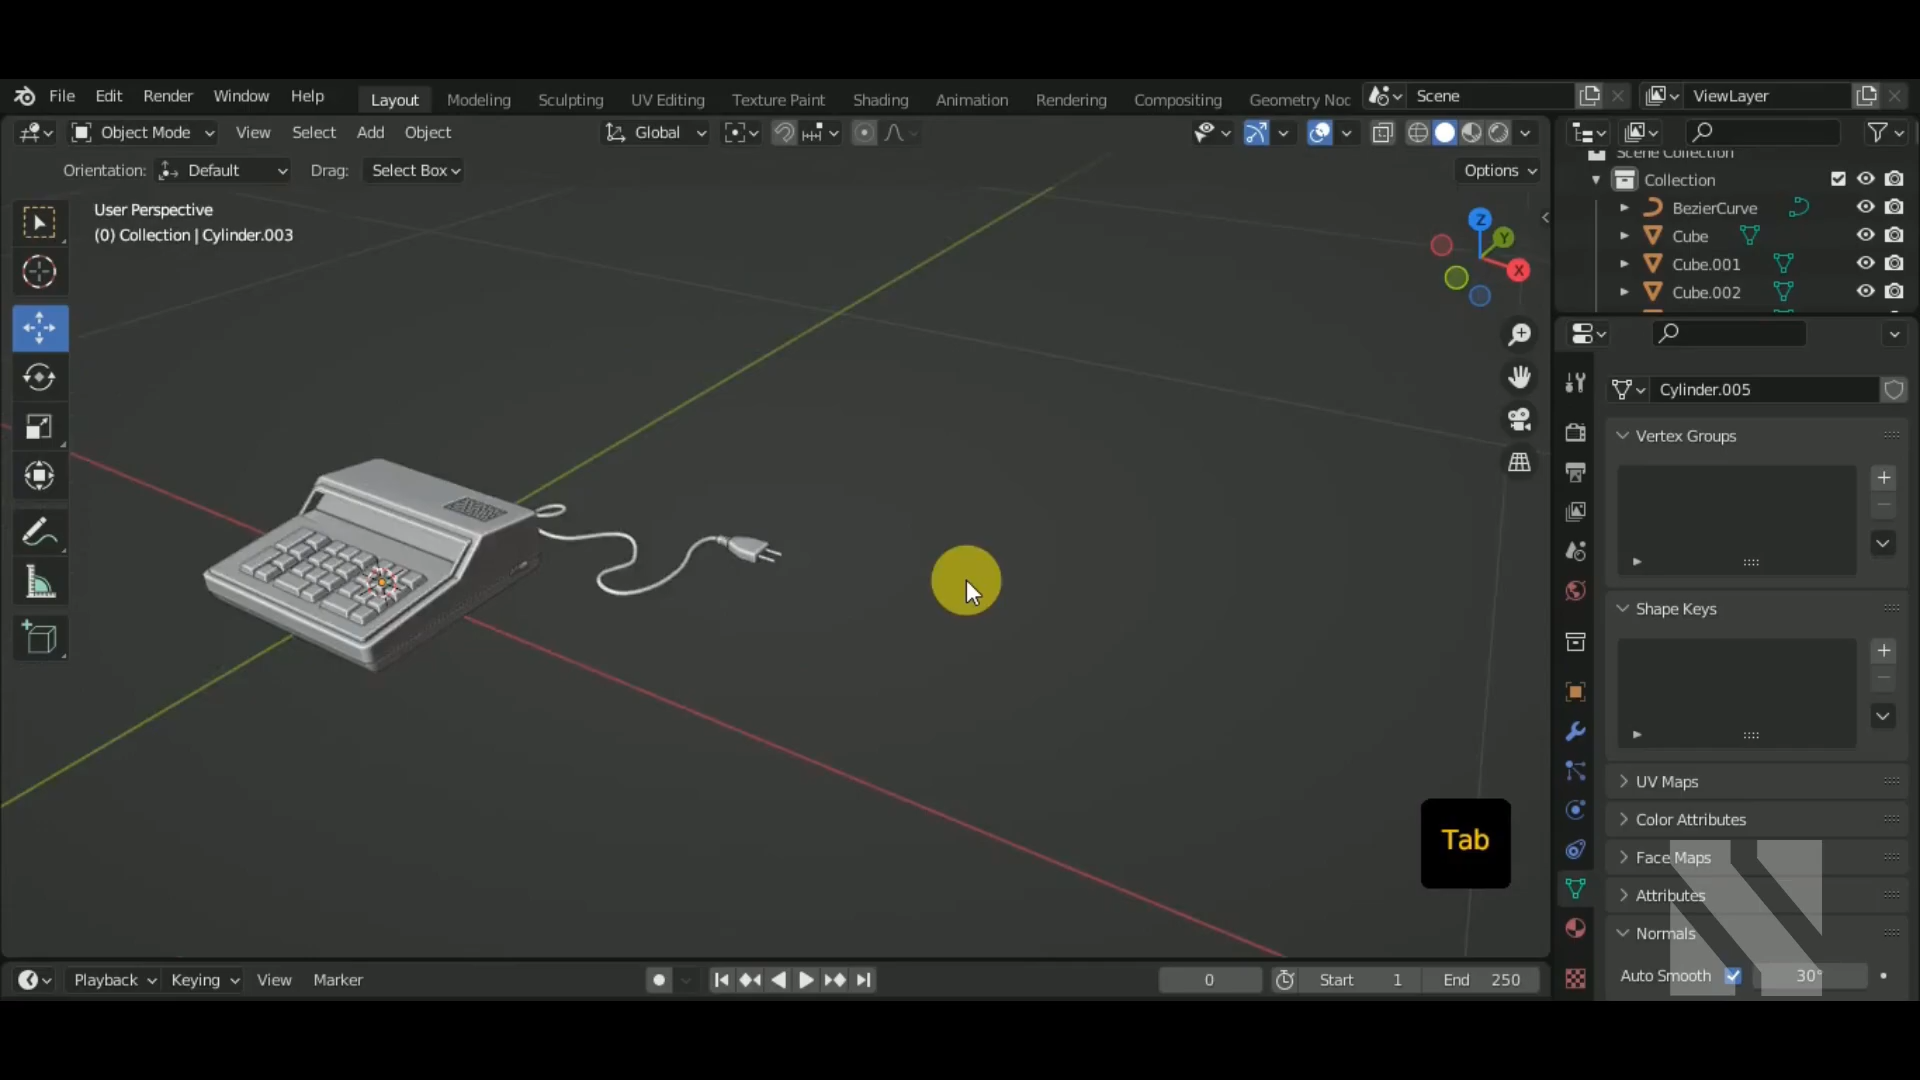 File Edit Render Window Help Layout Modeling Sculpting UV Editing Texture Paint Shading Animation Rendering Compositing Geometry Noc Scene ViewLayer
Object Mode View Select Add Object Global
Orientation: Default Drag: Select Box Options
User Perspective
(0) Collection | Cylinder.003
Z
Y
X
Scene Collection
Collection
BezierCurve
Cube
Cube.001
Cube.002
Cylinder.005
Vertex Groups
Shape Keys
UV Maps
Color Attributes
Face Maps
Attributes
Normals
Auto Smooth 30°
Tab
Playback Keying View Marker 0 Start 1 End 250